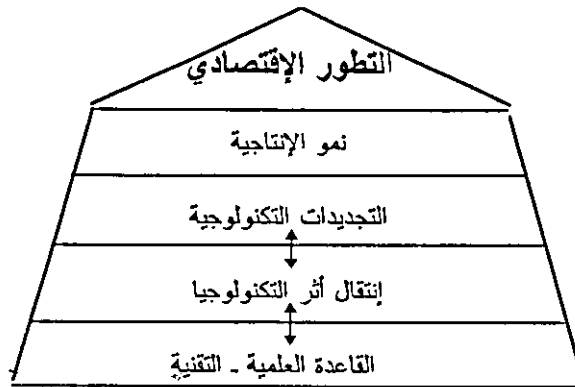 التطور الإقتصادي
نمو الإنتاجية
التجديدات التكنولوجية
إنتقال أثر التكنولوجيا
القاعدة العلمية - التقنية